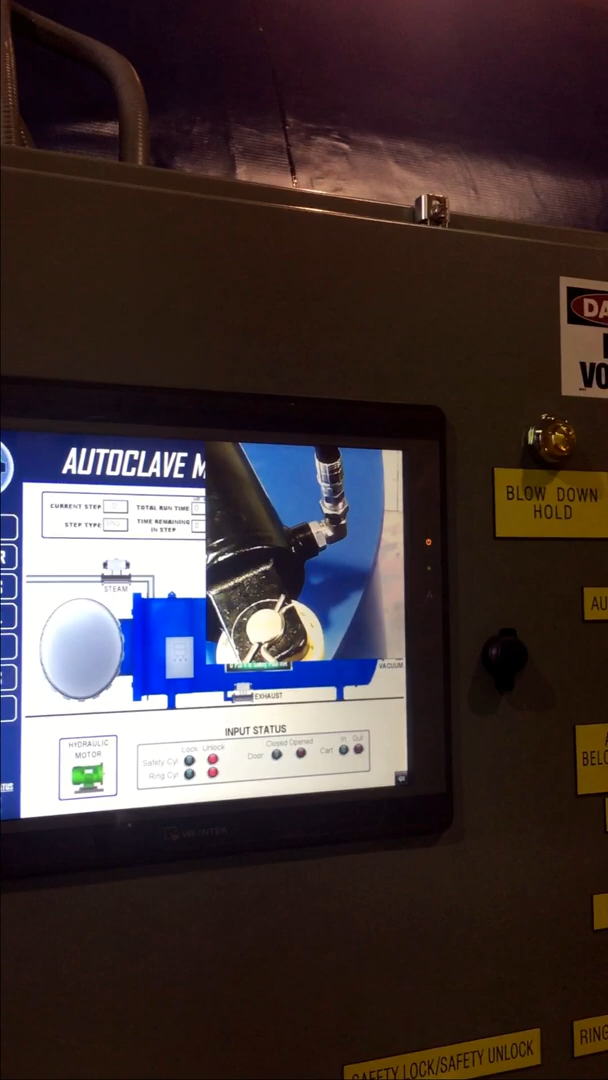 AUTOCLAVE M
CURRENT STEP
TOTAL RUN TIME
STEP TYPE
TIME REMAINING
IN STEP
STEAM
VACUUM
EXHAUST
HYDRAULIC
MOTOR
INPUT STATUS
Lock Unlock
Safety Cyl
Ring Cyl
Closed Opened
Door
In Out
Cart
DA
VO
BLOW DOWN
HOLD
AU
BELO
RING
SAFETY LOCK/SAFETY UNLOCK